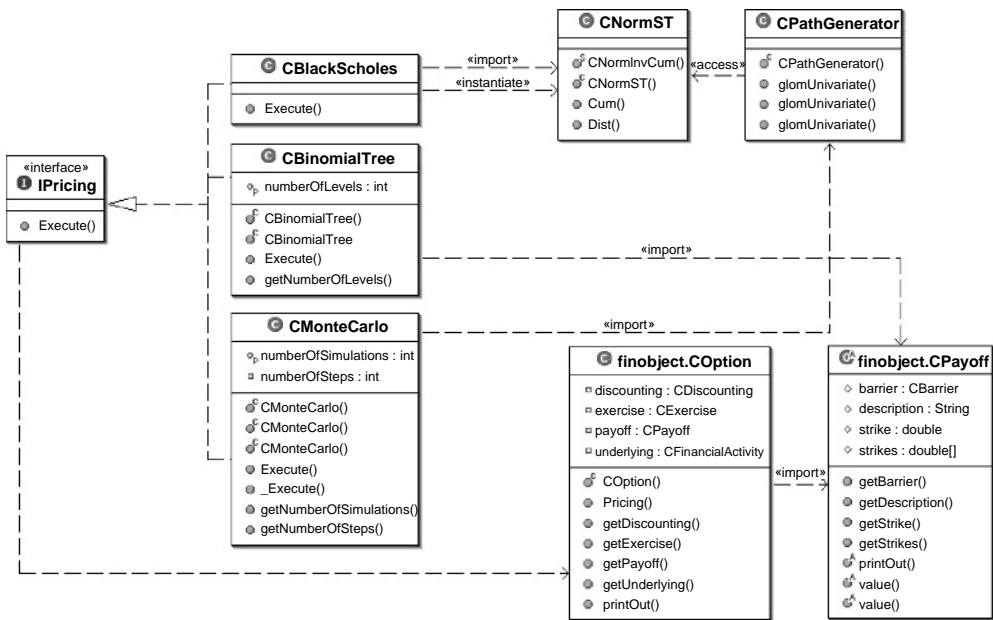 CNormST
CNormInvCum()
CNormST()
Cum()
Dist()
CPathGenerator
CPathGenerator()
glomUnivariate()
glomUnivariate()
glomUnivariate()
«access»
«import»
«instantiate»
CBlackScholes
Execute()
CBinomialTree
numberOfLevels : int
CBinomialTree()
CBinomialTree
Execute()
getNumberOfLevels()
«interface»
IPricing
Execute()
«import»
CMonteCarlo
numberOfSimulations : int
numberOfSteps : int
CMonteCarlo()
CMonteCarlo()
CMonteCarlo()
Execute()
_Execute()
getNumberOfSimulations()
getNumberOfSteps()
«import»
finobject.COption
discounting : CDiscounting
exercise : CExercise
payoff : CPayoff
underlying : CFinancialActivity
COption()
Pricing()
getDiscounting()
getExercise()
getPayoff()
getUnderlying()
printOut()
«import»
finobject.CPayoff
barrier : CBarrier
description : String
strike : double
strikes : double[]
getBarrier()
getDescription()
getStrike()
getStrikes()
printOut()
value()
value()